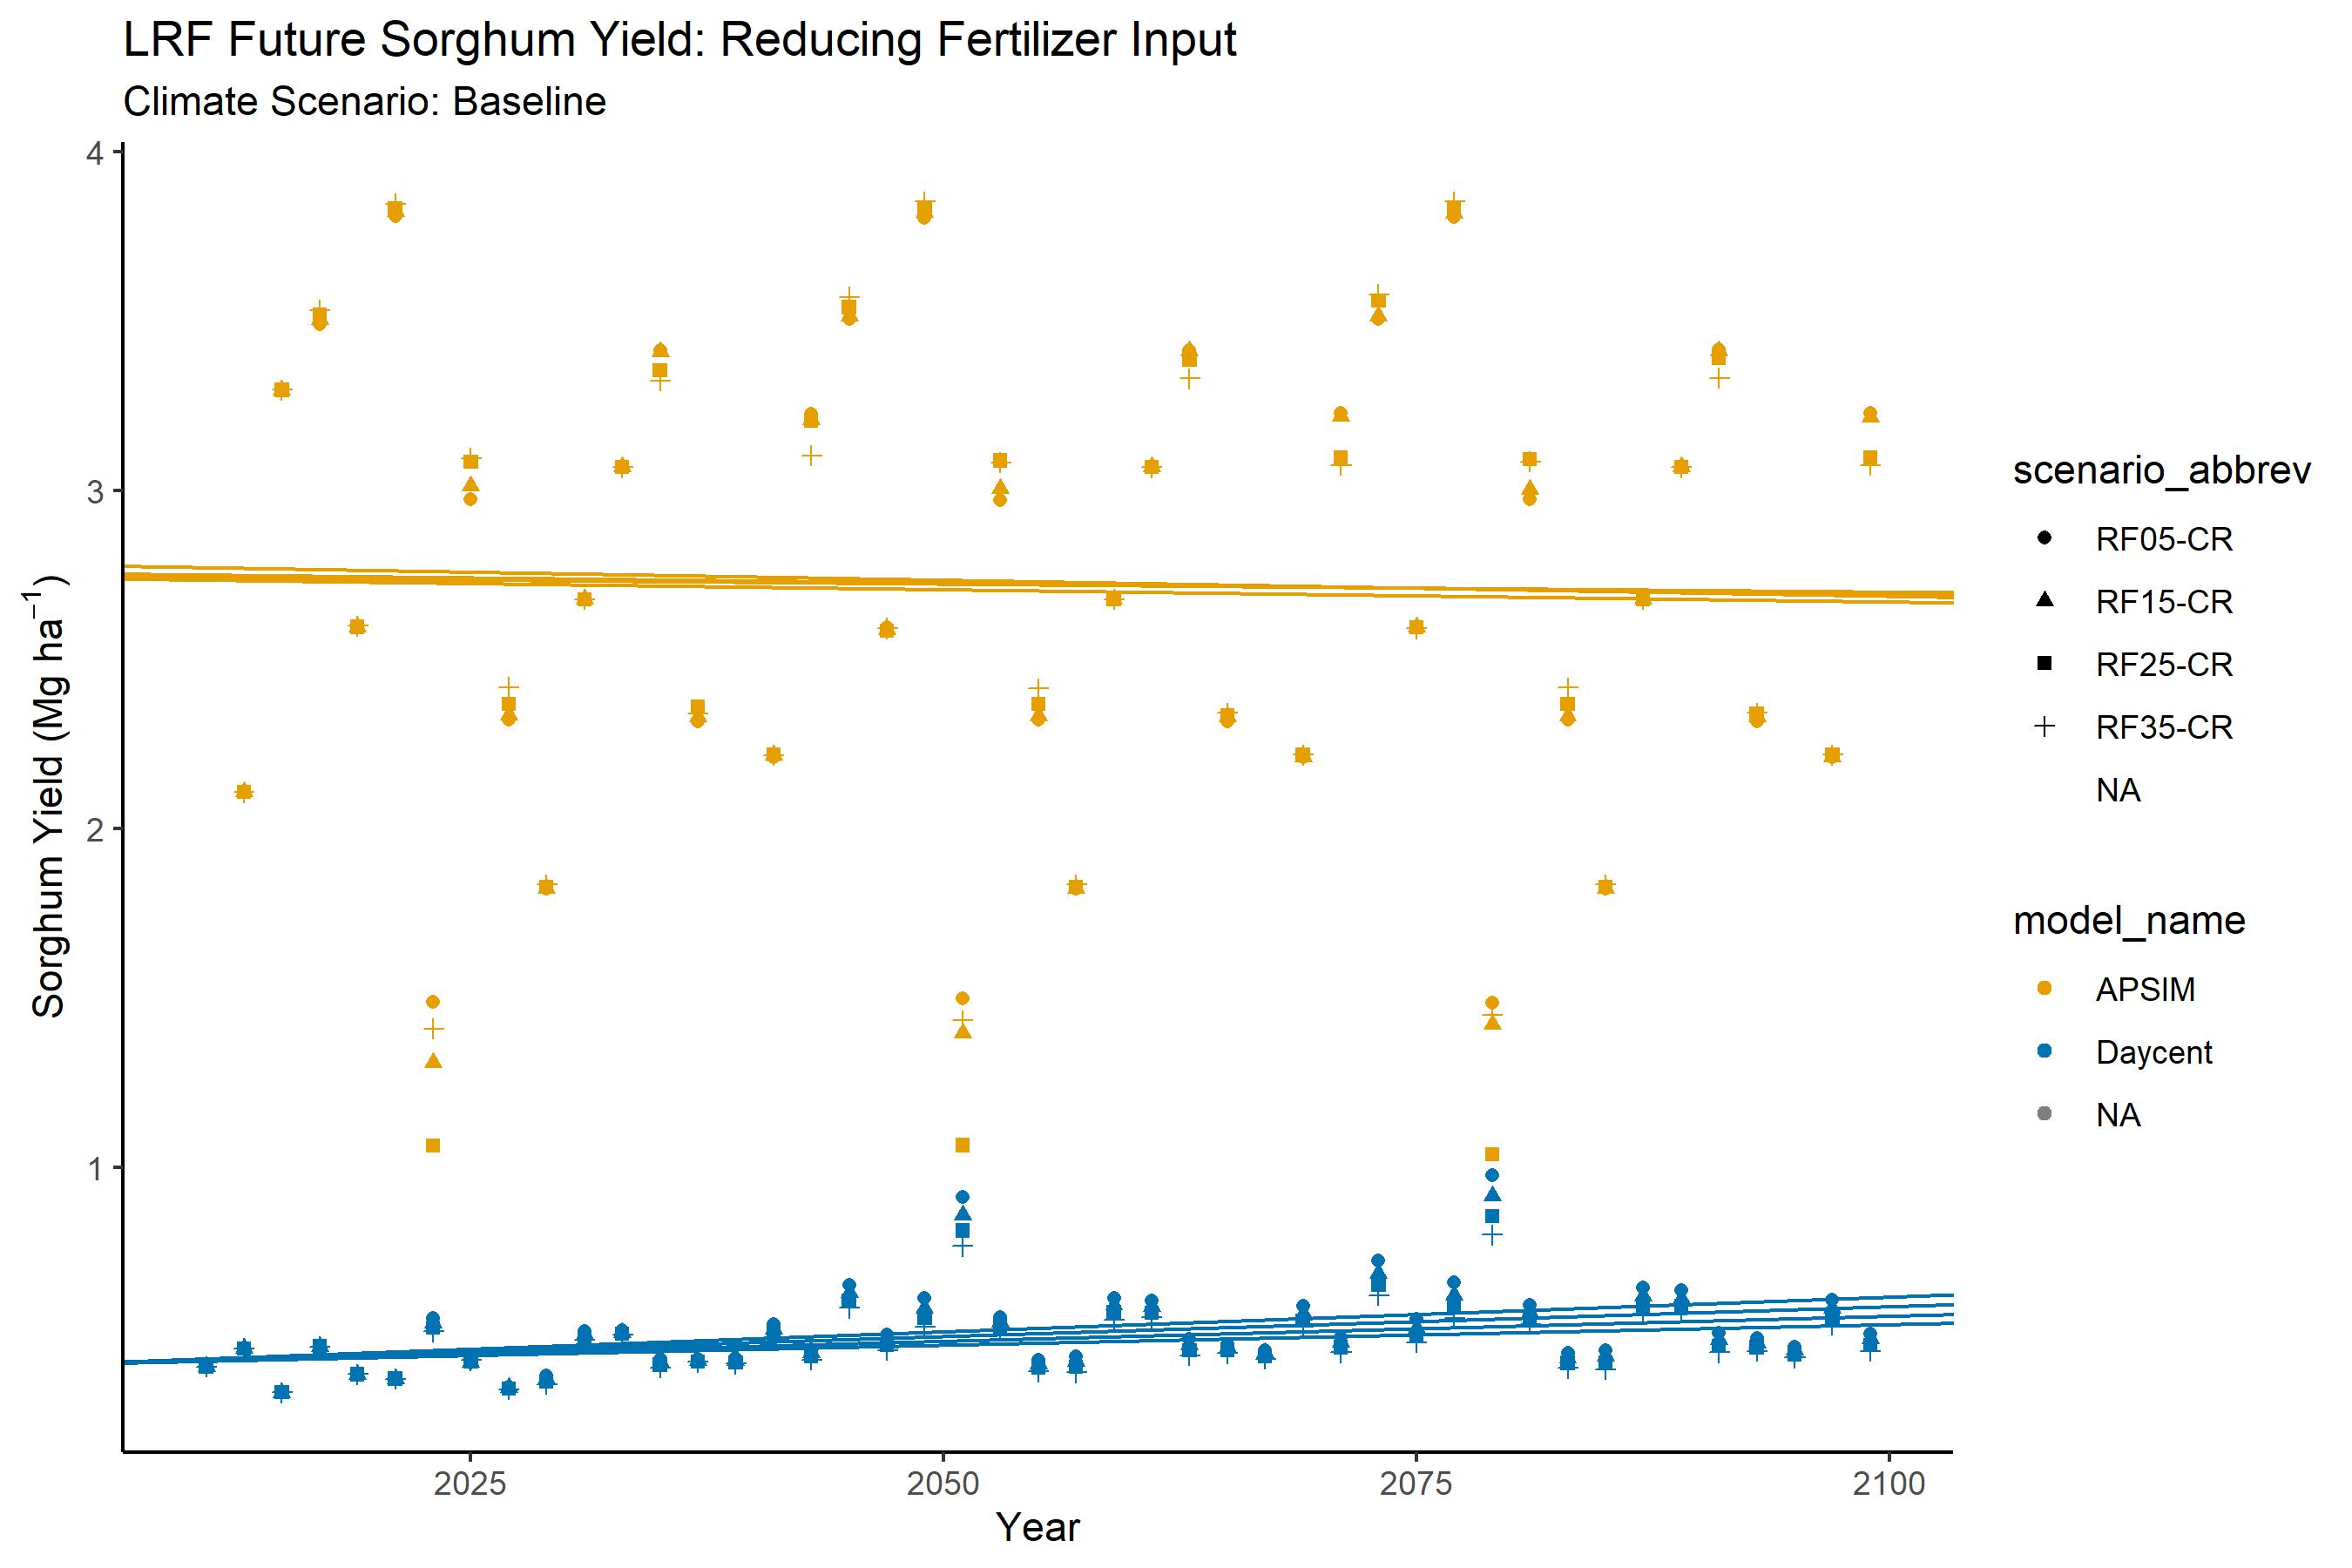 LRF Future Sorghum Yield: Reducing Fertilizer Input
Climate Scenario: Baseline
4
3
2
1
Sorghum Yield (Mg ha⁻¹)
2025
2050
2075
2100
Year
scenario_abbrev
RF05-CR
RF15-CR
RF25-CR
RF35-CR
NA
model_name
APSIM
Daycent
NA